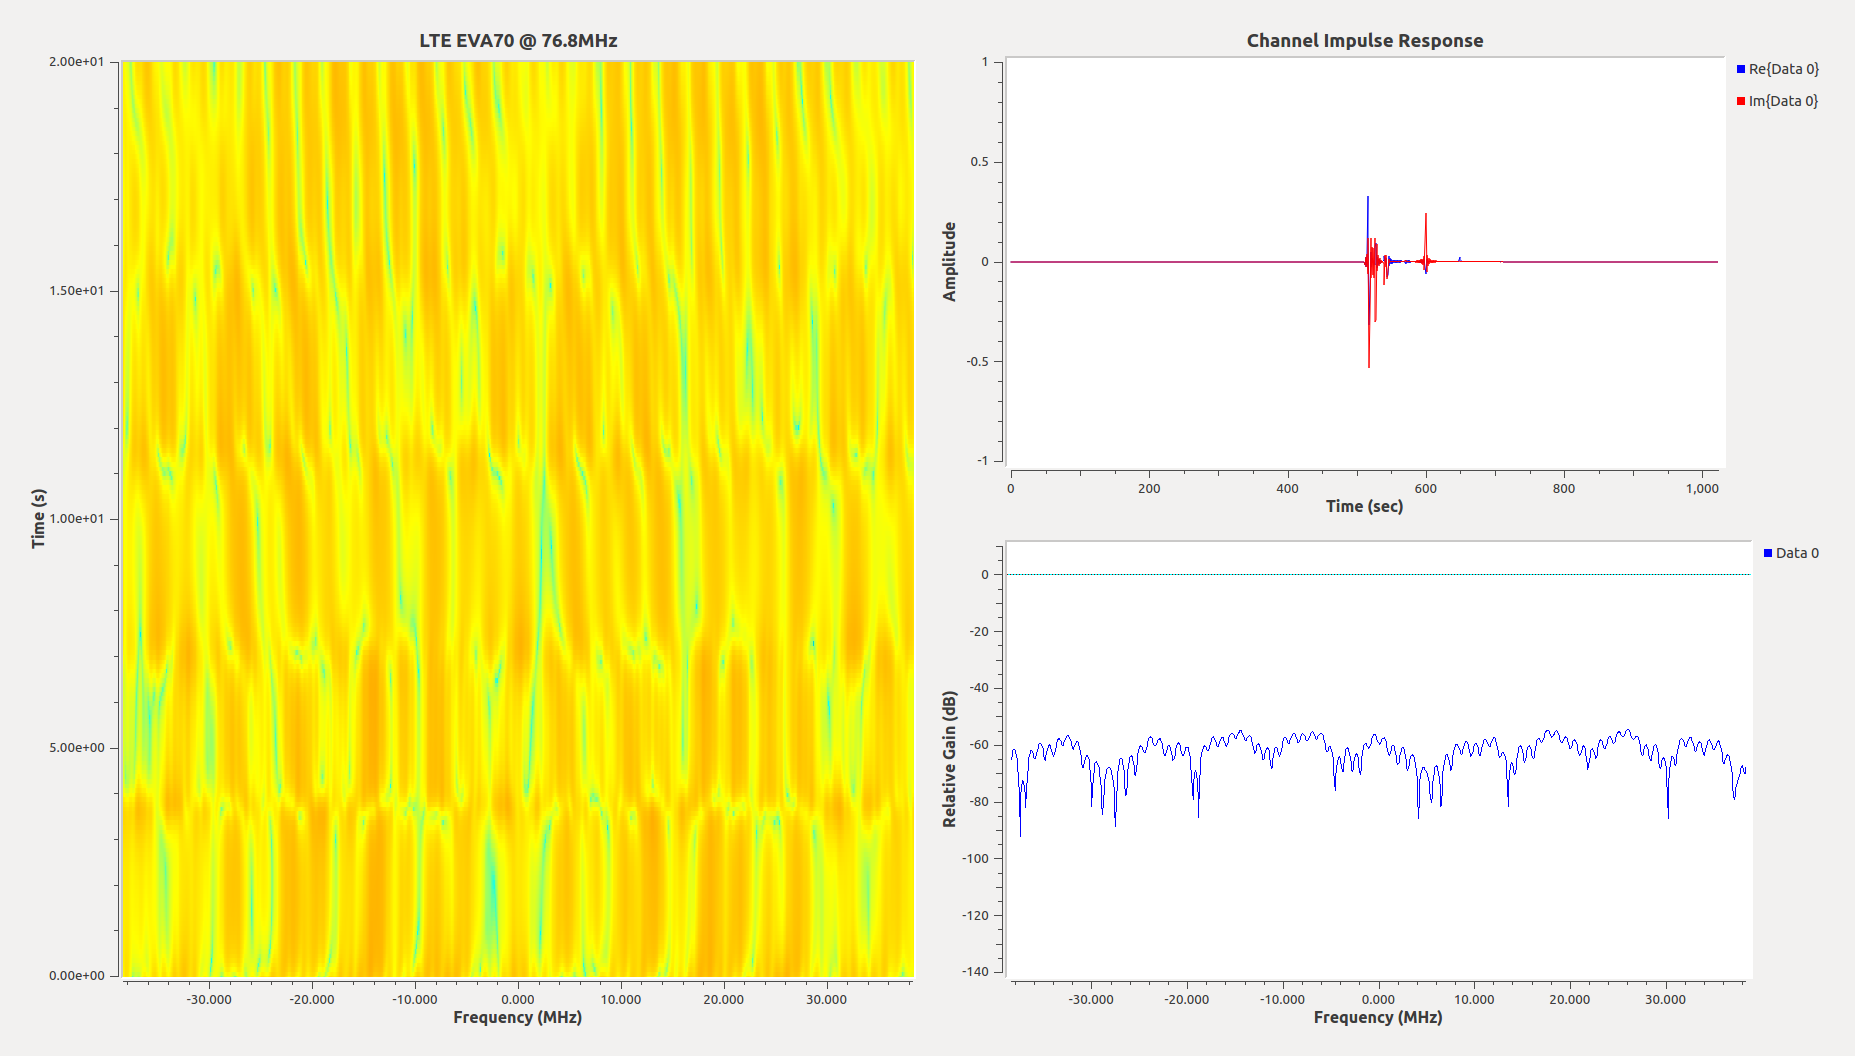 LTE EVA70 @ 76.8MHz
2.00e+01
1.50e+01
1.00e+01
5.00e+00
0.00e+00
Time (s)
-30.000 -20.000 -10.000 0.000 10.000 20.000 30.000
Frequency (MHz)
Channel Impulse Response
Re{Data 0}
Im{Data 0}
1
0.5
0
-0.5
-1
Amplitude
0 200 400 600 800 1,000
Time (sec)
Data 0
0
-20
-40
-60
-80
-100
-120
-140
Relative Gain (dB)
-30.000 -20.000 -10.000 0.000 10.000 20.000 30.000
Frequency (MHz)